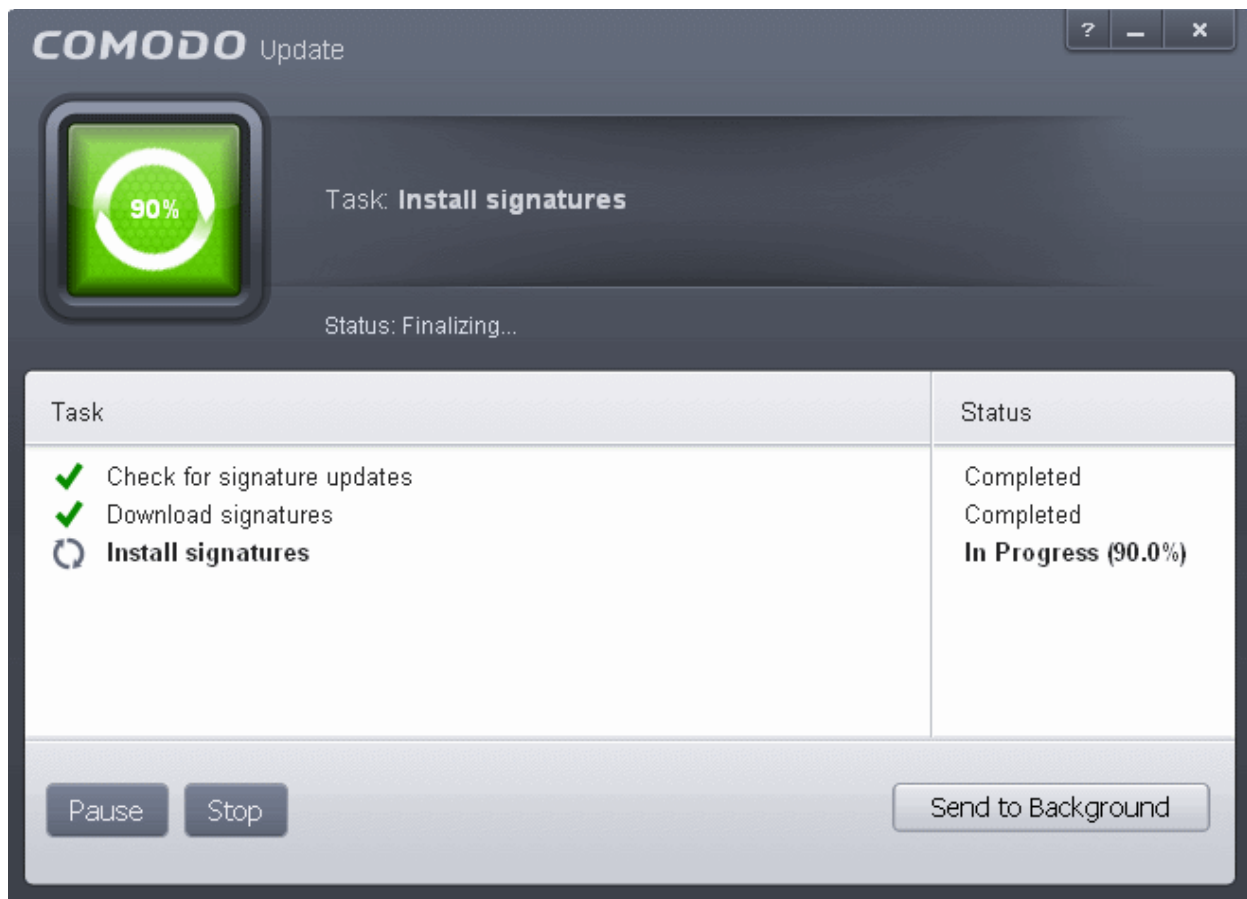 COMODO Update
? – ×
90%
Task: Install signatures
Status: Finalizing...
Task Status
Check for signature updates Completed
Download signatures Completed
Install signatures In Progress (90.0%)
Pause Stop Send to Background